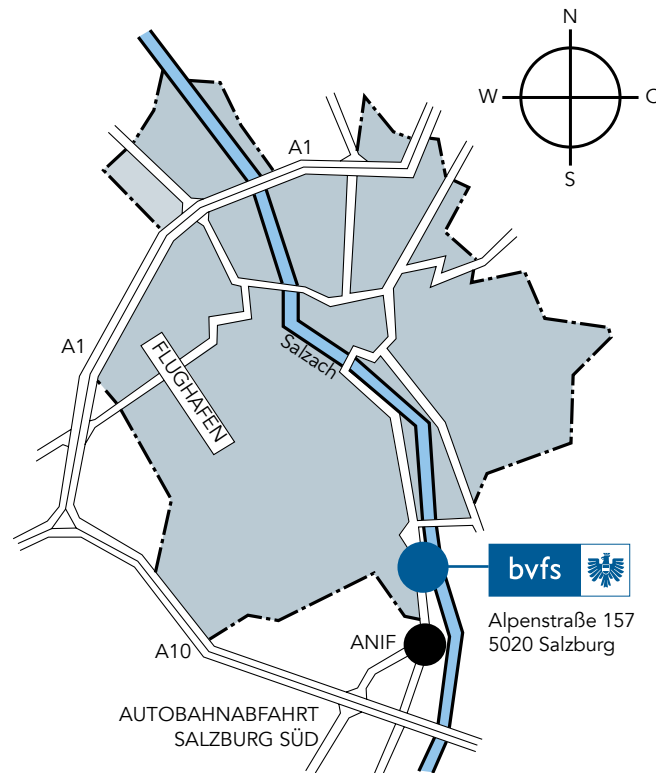 N
W
O
S
A1
A1
FLUGHAFEN
Salzach
bvfs
Alpenstraße 157
5020 Salzburg
ANIF
A10
AUTOBAHNABFAHRT
SALZBURG SÜD